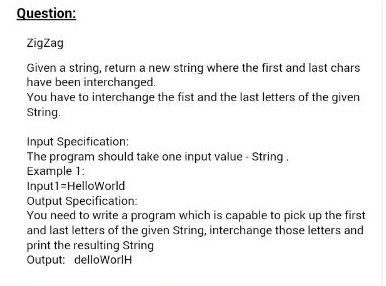 Question:
ZigZag
Given a string, return a new string where the first and last chars
have been interchanged.
You have to interchange the fist and the last letters of the given
String.
Input Specification:
The program should take one input value - String .
Example 1:
Input1=HelloWorld
Output Specification:
You need to write a program which is capable to pick up the first
and last letters of the given String, interchange those letters and
print the resulting String
Output: delloWorlH